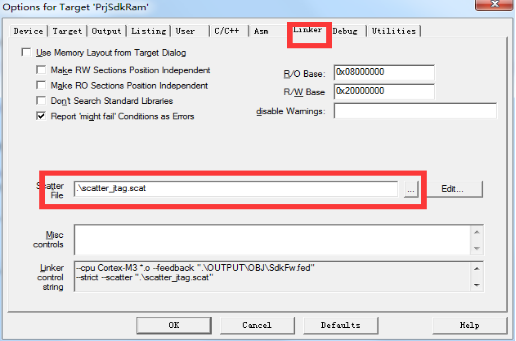 Options for Target 'PrjSdkRam'
Device Target Output Listing User C/C++ Asm Linker Debug Utilities
Use Memory Layout from Target Dialog
Make RW Sections Position Independent
Make RO Sections Position Independent
Don't Search Standard Libraries
Report 'might fail' Conditions as Errors
R/O Base: 0x08000000
R/W Base 0x20000000
disable Warnings:
Scatter
File
.\scatter_jtag.scat
...
Edit...
Misc
controls
Linker
control
string
--cpu Cortex-M3 *.o --feedback ".\OUTPUT\OBJ\SdkFw.fed"
--strict --scatter ".\scatter_jtag.scat"
OK Cancel Defaults Help